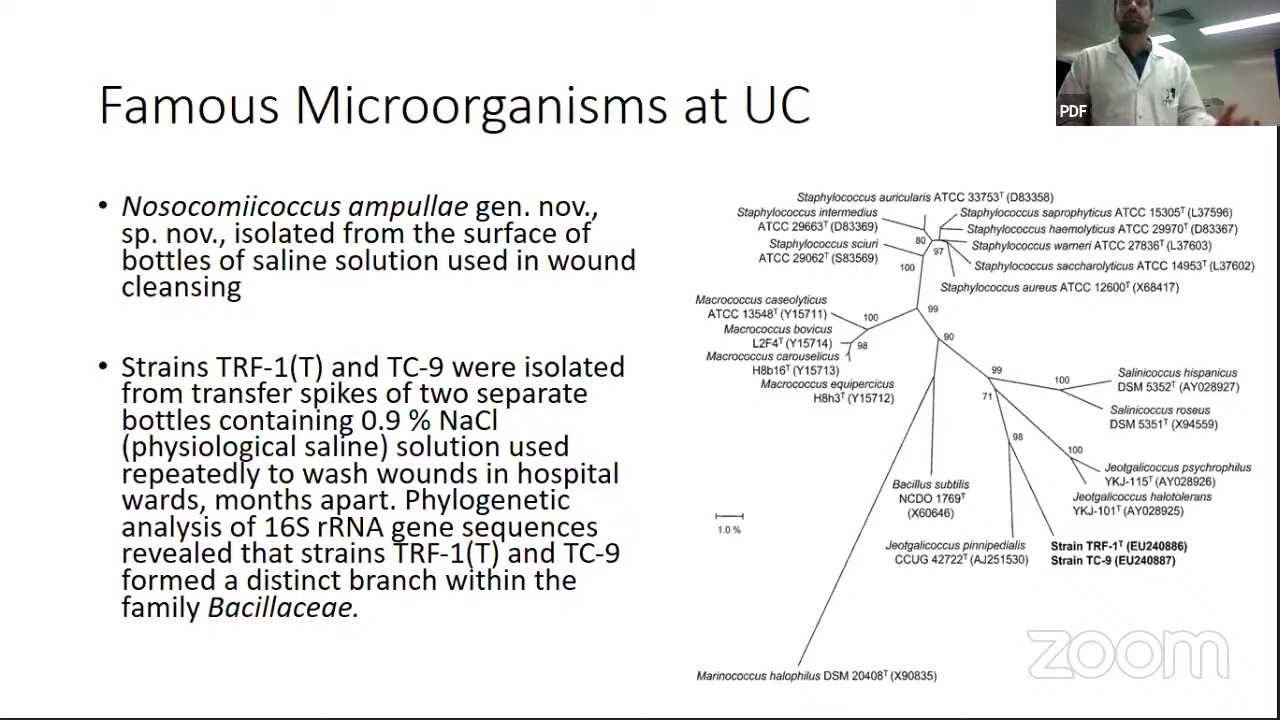 PDF
Famous Microorganisms at UC
• Nosocomiicoccus ampullae gen. nov.,
sp. nov., isolated from the surface of
bottles of saline solution used in wound
cleansing
• Strains TRF-1(T) and TC-9 were isolated
from transfer spikes of two separate
bottles containing 0.9 % NaCl
(physiological saline) solution used
repeatedly to wash wounds in hospital
wards, months apart. Phylogenetic
analysis of 16S rRNA gene sequences
revealed that strains TRF-1(T) and TC-9
formed a distinct branch within the
family Bacillaceae.
Staphylococcus auricularis ATCC 33753T (D83358)
Staphylococcus intermedius
ATCC 29663T (D83369)
Staphylococcus sciuri
ATCC 29062T (S83569)
Staphylococcus saprophyticus ATCC 15305T (L37596)
Staphylococcus haemolyticus ATCC 29970T (D83367)
Staphylococcus warneri ATCC 27836T (L37603)
Staphylococcus saccharolyticus ATCC 14953T (L37602)
Staphylococcus aureus ATCC 12600T (X68417)
80
97
100
99
Macrococcus caseolyticus
ATCC 13548T (Y15711)
Macrococcus bovicus
L2F4T (Y15714)
Macrococcus carouselicus
H8b16T (Y15713)
Macrococcus equipercicus
H8h3T (Y15712)
100
98
90
99
71
100
Salinicoccus hispanicus
DSM 5352T (AY028927)
Salinicoccus roseus
DSM 5351T (X94559)
98
100
Jeotgalicoccus psychrophilus
YKJ-115T (AY028926)
Jeotgalicoccus halotolerans
YKJ-101T (AY028925)
Bacillus subtilis
NCDO 1769T
(X60646)
1.0 %
Jeotgalicoccus pinnipedialis
CCUG 42722T (AJ251530)
Strain TRF-1T (EU240886)
Strain TC-9 (EU240887)
Marinococcus halophilus DSM 20408T (X90835)
zoom